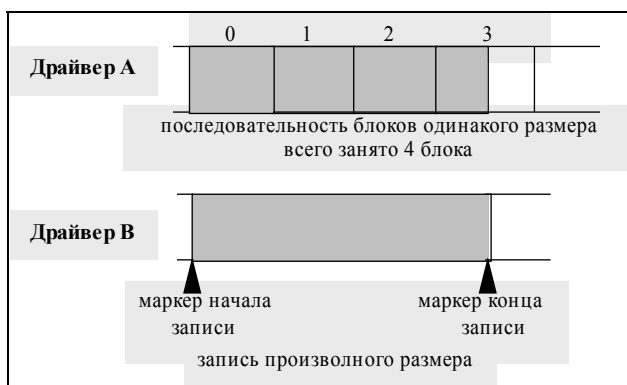 0 1 2 3
Драйвер А
последовательность блоков одинакого размера
всего занято 4 блока
Драйвер В
маркер начала
записи
маркер конца
записи
запись произволного размера